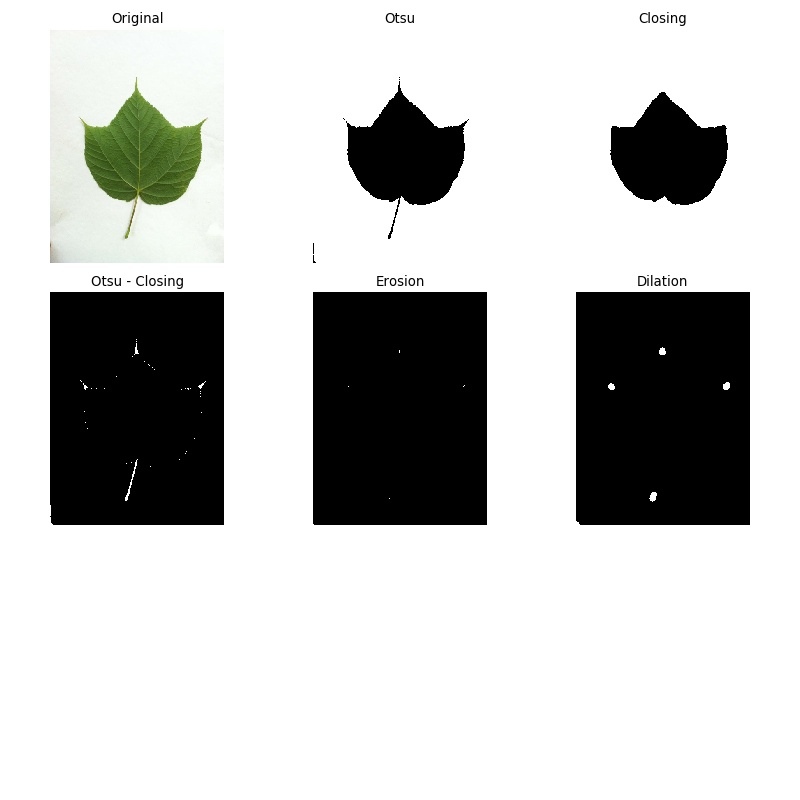 Original
Otsu
Closing
Otsu - Closing
Erosion
Dilation